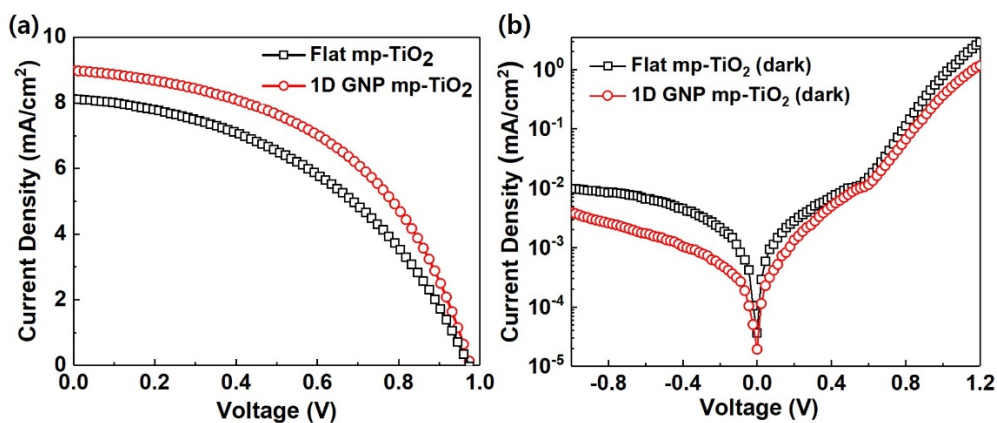 (a)
10
8
6
4
2
0
Current Density (mA/cm²)
Flat mp-TiO₂
1D GNP mp-TiO₂
0.0 0.2 0.4 0.6 0.8 1.0
Voltage (V)
(b)
10⁰
10⁻¹
10⁻²
10⁻³
10⁻⁴
10⁻⁵
Current Density (mA/cm²)
Flat mp-TiO₂ (dark)
1D GNP mp-TiO₂ (dark)
-0.8 -0.4 0.0 0.4 0.8 1.2
Voltage (V)